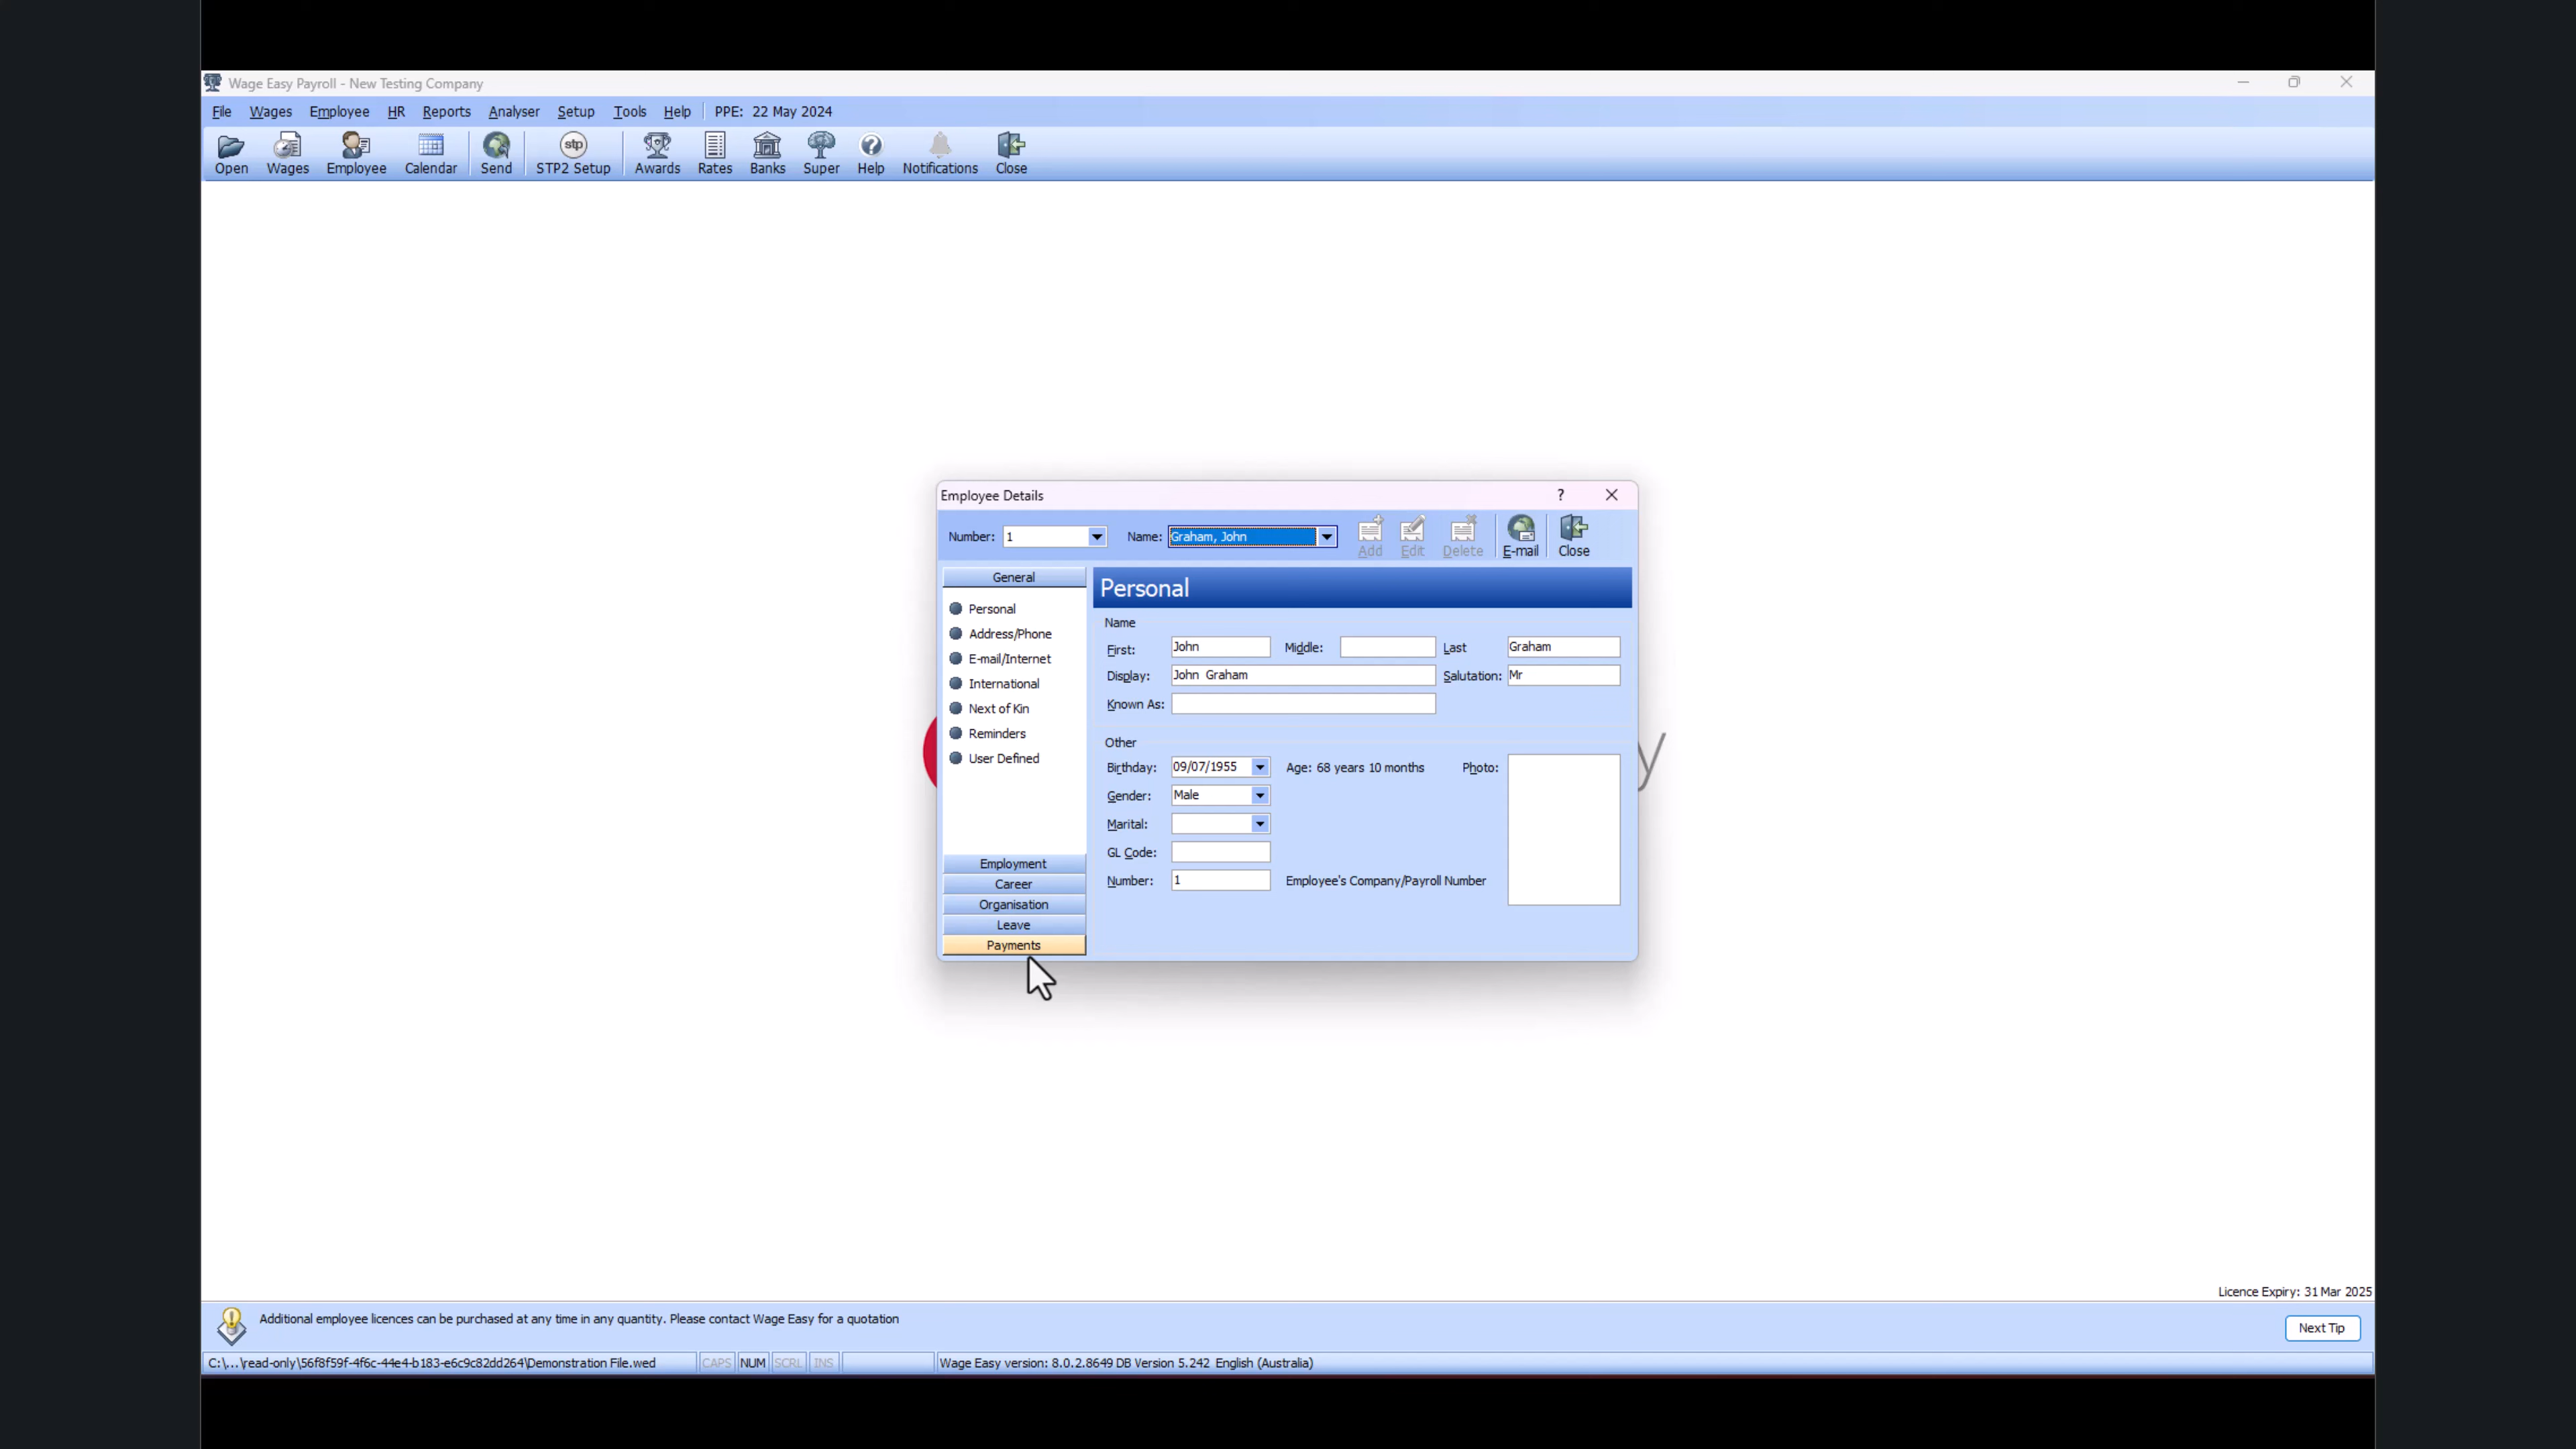 Wage Easy Payroll - New Testing Company
File Wages Employee HR Reports Analyser Setup Tools Help PPE: 22 May 2024
Open Wages Employee Calendar Send stp STP2 Setup Awards Rates Banks Super Help Notifications Close
Employee Details ?
Number: 1 Name: Graham, John Add Edit Delete E-mail Close
General
Personal
Address/Phone
E-mail/Internet
International
Next of Kin
Reminders
User Defined
Employment
Career
Organisation
Leave
Payments
Personal
Name
First: John Middle: Last Graham
Display: John Graham Salutation: Mr
Known As:
Other
Birthday: 09/07/1955 Age: 68 years 10 months Photo:
Gender: Male
Marital:
GL Code:
Number: 1 Employee's Company/Payroll Number
y
Licence Expiry: 31 Mar 2025
Additional employee licences can be purchased at any time in any quantity. Please contact Wage Easy for a quotation
Next Tip
C:\...\read-only\56f8f59f-4f6c-44e4-b183-e6c9c82dd264\Demonstration File.wed CAPS NUM SCRL INS Wage Easy version: 8.0.2.8649 DB Version 5.242 English (Australia)